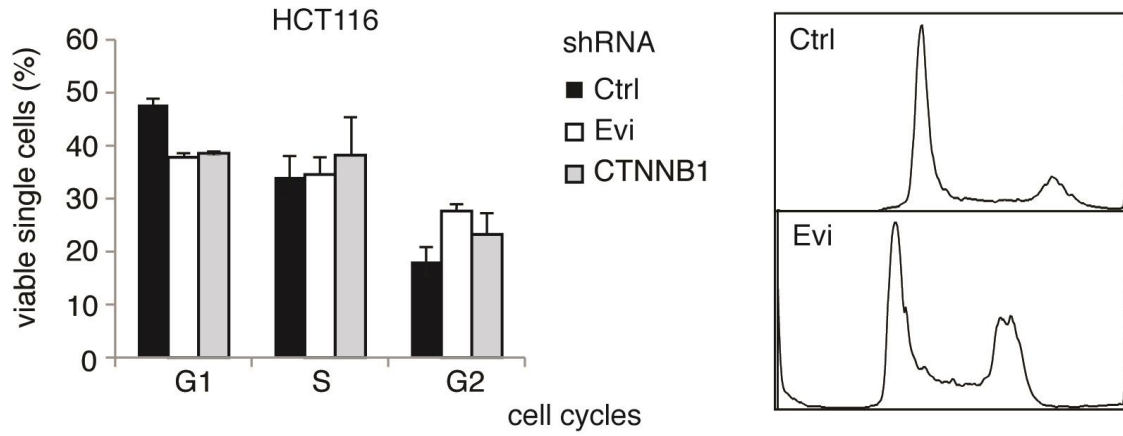 HCT116
viable single cells (%)
60
50
40
30
20
10
0
G1 S G2
cell cycles
shRNA
Ctrl
Evi
CTNNB1
Ctrl
Evi